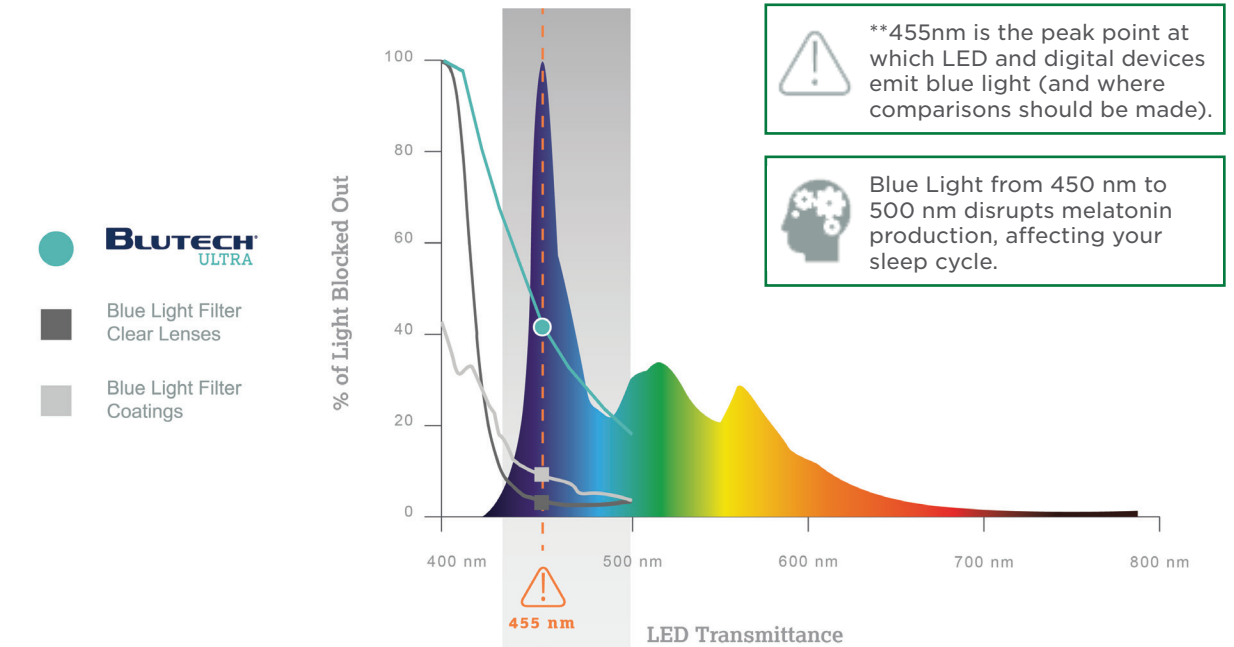 BLUTECH®
ULTRA
Blue Light Filter
Clear Lenses
Blue Light Filter
Coatings
% of Light Blocked Out
100
80
60
40
20
0
400 nm
500 nm
600 nm
700 nm
800 nm
455 nm
LED Transmittance
**455nm is the peak point at
which LED and digital devices
emit blue light (and where
comparisons should be made).
Blue Light from 450 nm to
500 nm disrupts melatonin
production, affecting your
sleep cycle.